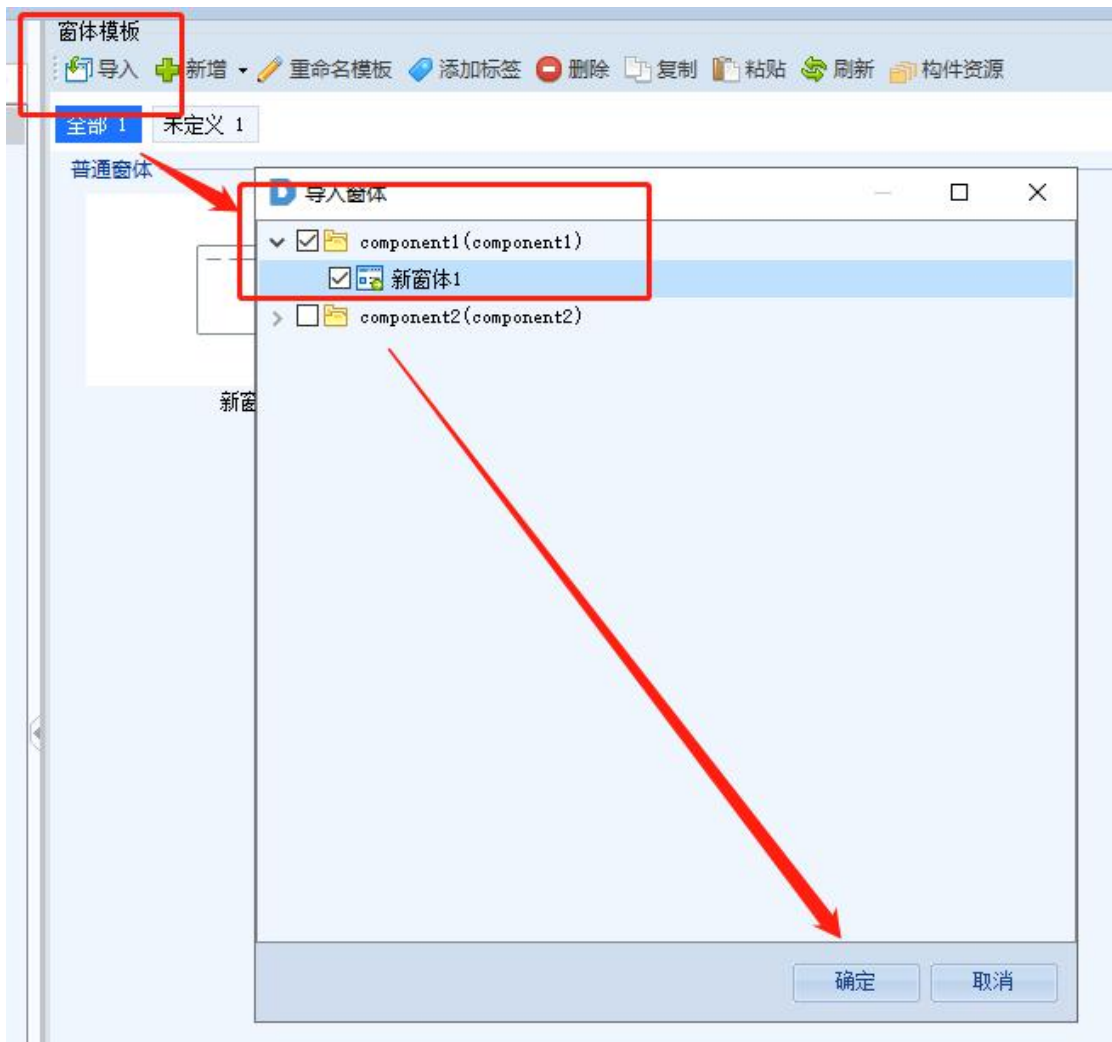 窗体模板
导入 新增 重命名模板 添加标签 删除 复制 粘贴 刷新 构件资源
全部 1 未定义 1
普通窗体
导入窗体
component1(component1)
新窗体1
component2(component2)
新窗
确定 取消